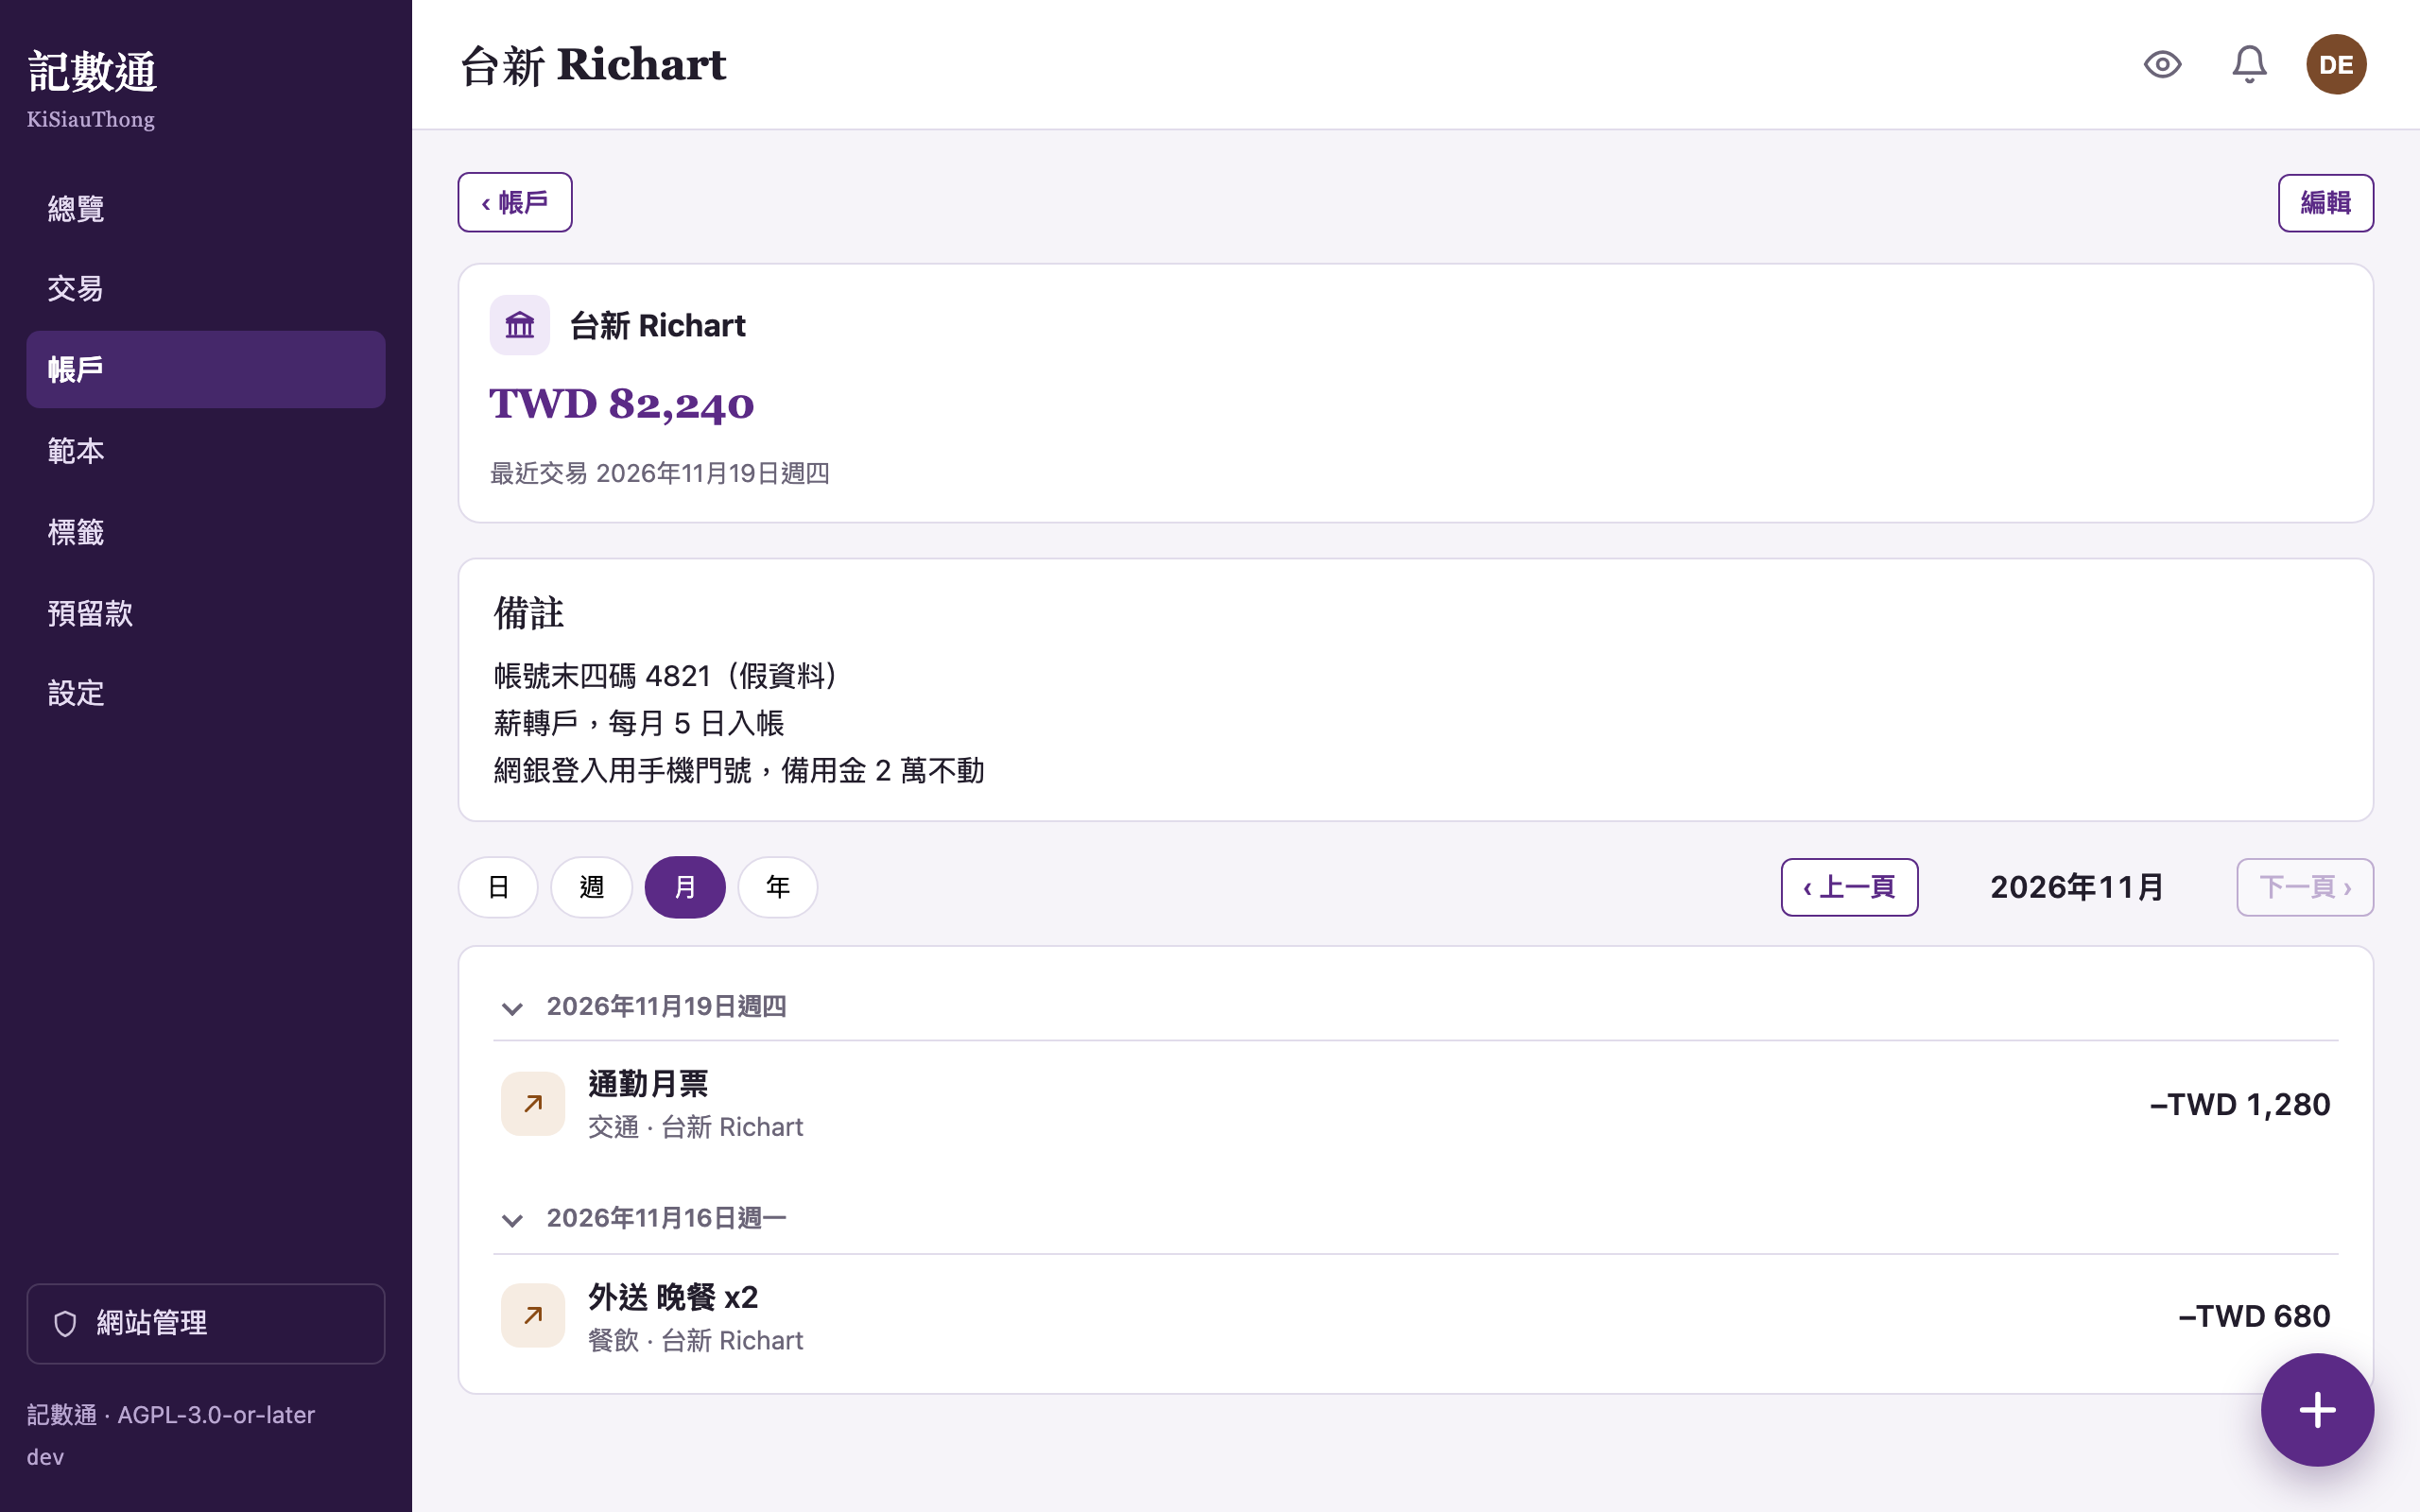 記數通
KiSiauThong
總覽
交易
帳戶
範本
標籤
預留款
設定
網站管理
記數通 · AGPL-3.0-or-later
dev
台新 Richart
DE
‹ 帳戶
編輯
台新 Richart
TWD 82,240
最近交易 2026年11月19日週四
備註
帳號末四碼 4821（假資料）
薪轉戶，每月 5 日入帳
網銀登入用手機門號，備用金 2 萬不動
日 週 月 年
‹ 上一頁 2026年11月 下一頁 ›
2026年11月19日週四
通勤月票
交通 · 台新 Richart
–TWD 1,280
2026年11月16日週一
外送 晚餐 x2
餐飲 · 台新 Richart
–TWD 680